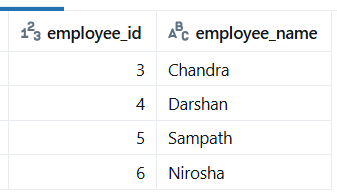 123 employee_id ABC employee_name
3 Chandra
4 Darshan
5 Sampath
6 Nirosha